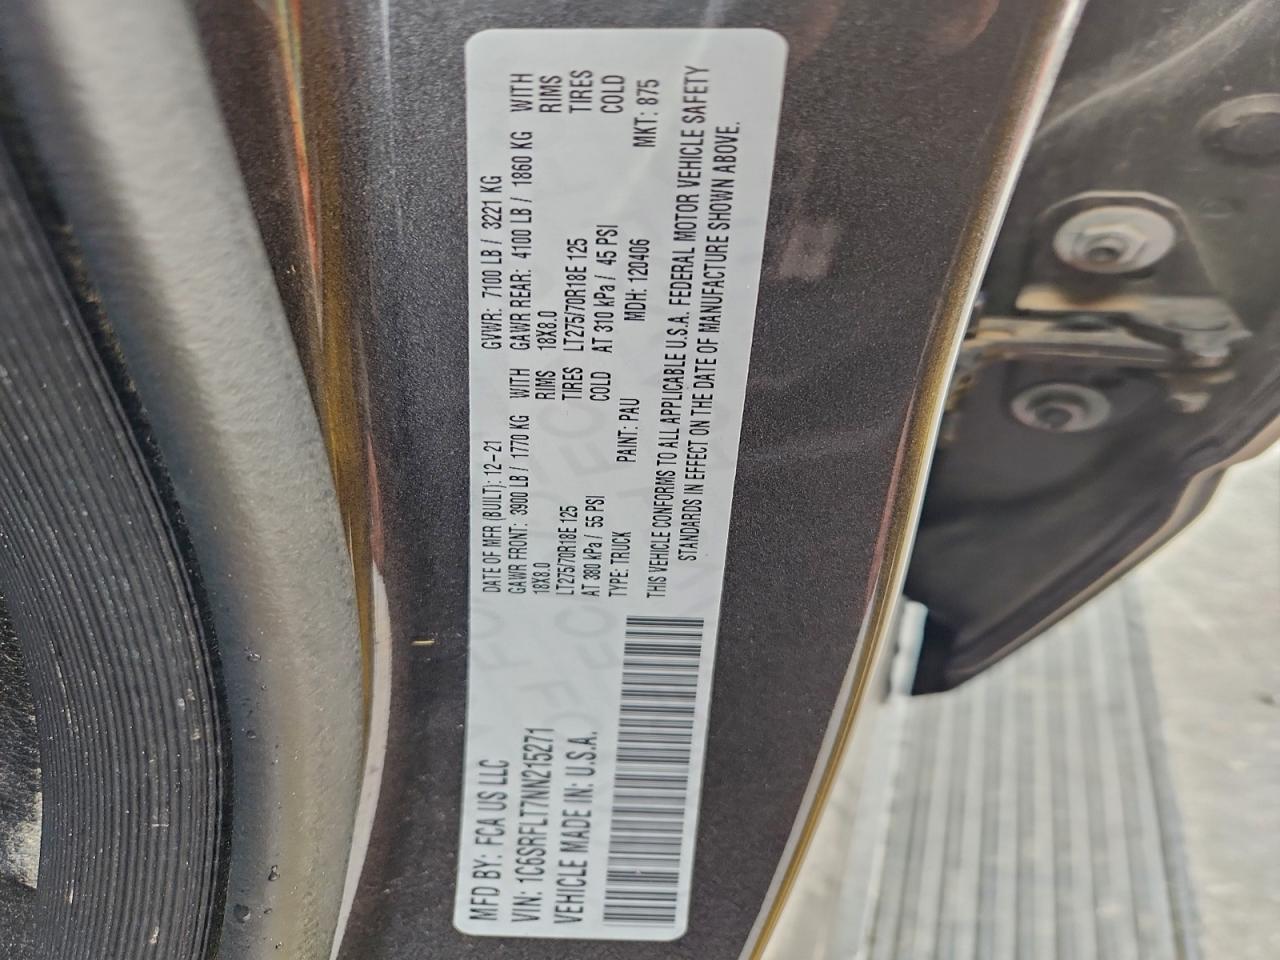 MFD BY: FCA US LLC
DATE OF MFR (BUILT): 12-21 GVWR: 7100 LB / 3221 KG
GAWR FRONT: 3900 LB / 1770 KG WITH GAWR REAR: 4100 LB / 1860 KG WITH
18X8.0 RIMS 18X8.0 RIMS
LT275/70R18E 125 TIRES LT275/70R18E 125 TIRES
AT 380 kPa / 55 PSI COLD AT 310 kPa / 45 PSI COLD
VIN: 1C6SRFLT7NN215271
TYPE: TRUCK PAINT: PAU MDH: 120406 MKT: 875
VEHICLE MADE IN: U.S.A.
THIS VEHICLE CONFORMS TO ALL APPLICABLE U.S.A. FEDERAL MOTOR VEHICLE SAFETY
STANDARDS IN EFFECT ON THE DATE OF MANUFACTURE SHOWN ABOVE.